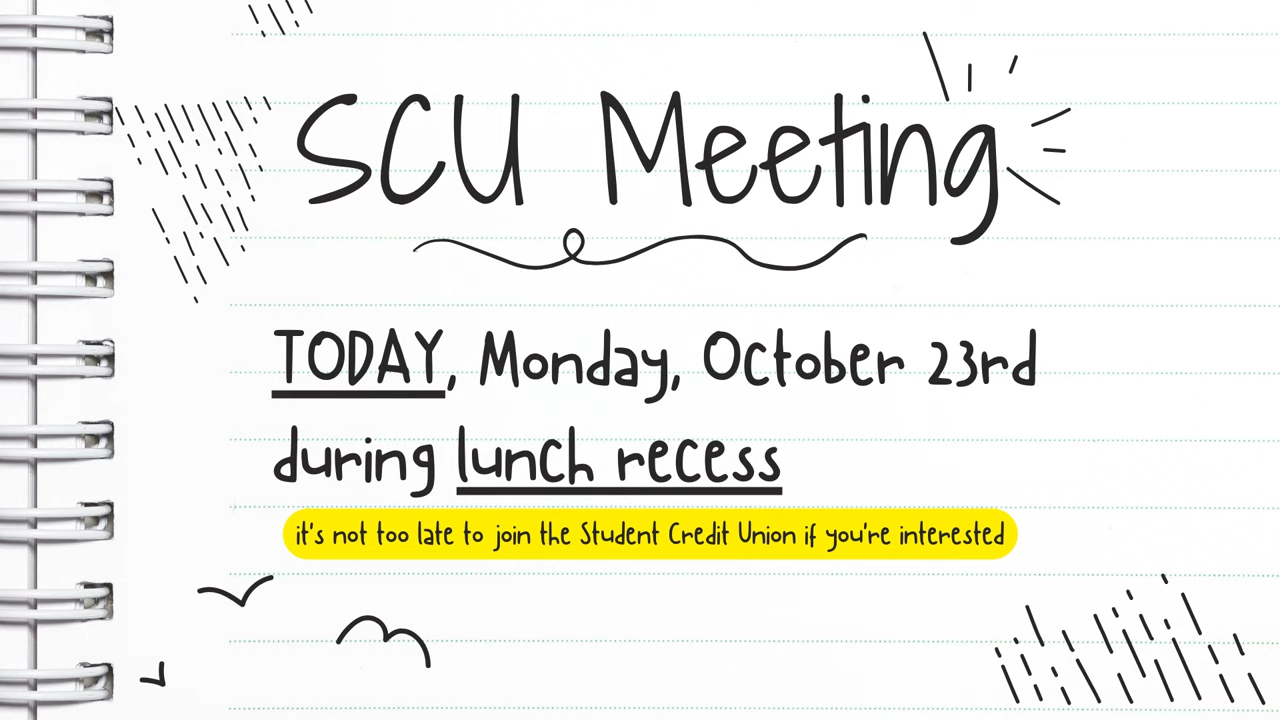 SCU Meeting
TODAY, Monday, October 23rd
during lunch recess
it's not too late to join the Student Credit Union if you're interested